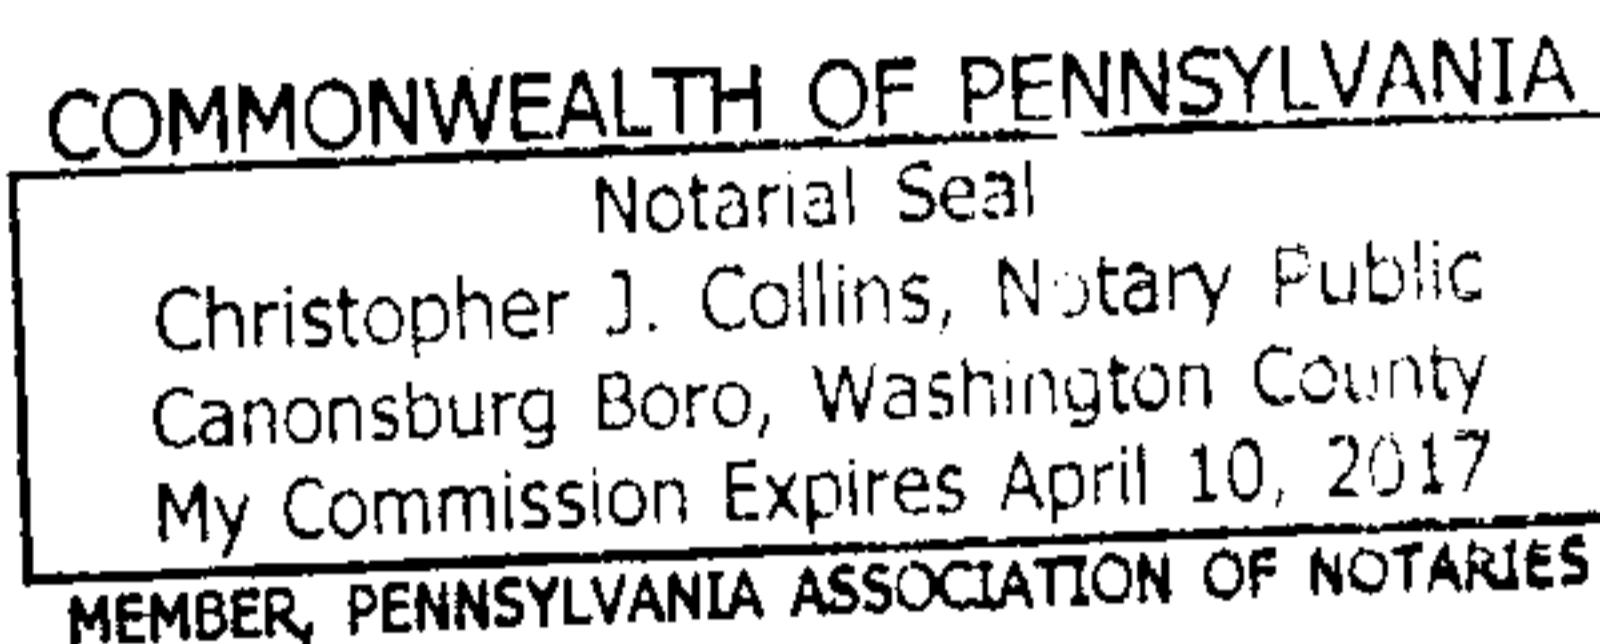 COMMONWEALTH OF PENNSYLVANIA
Notarial Seal
Christopher J. Collins, Notary Public
Canonsburg Boro, Washington County
My Commission Expires April 10, 2017
MEMBER, PENNSYLVANIA ASSOCIATION OF NOTARIES